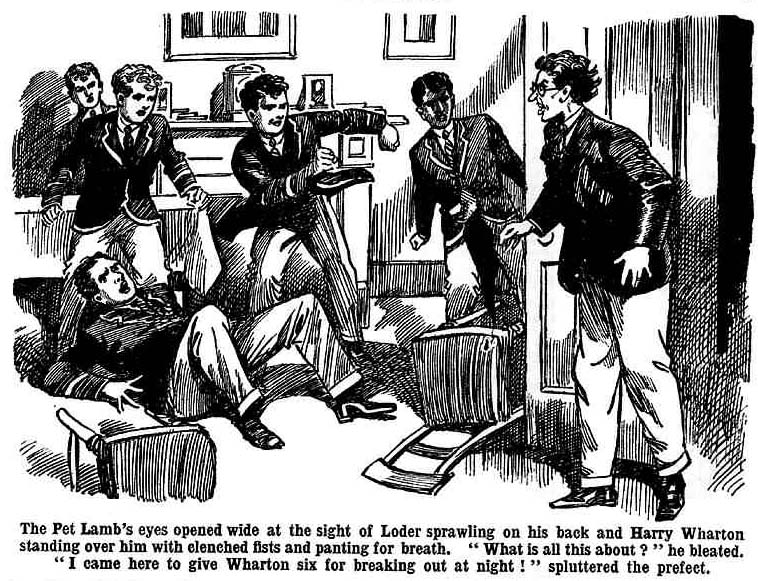 The Pet Lamb's eyes opened wide at the sight of Loder sprawling on his back and Harry Wharton
standing over him with clenched fists and panting for breath. "What is all this about?" he bleated.
"I came here to give Wharton six for breaking out at night!" spluttered the prefect.